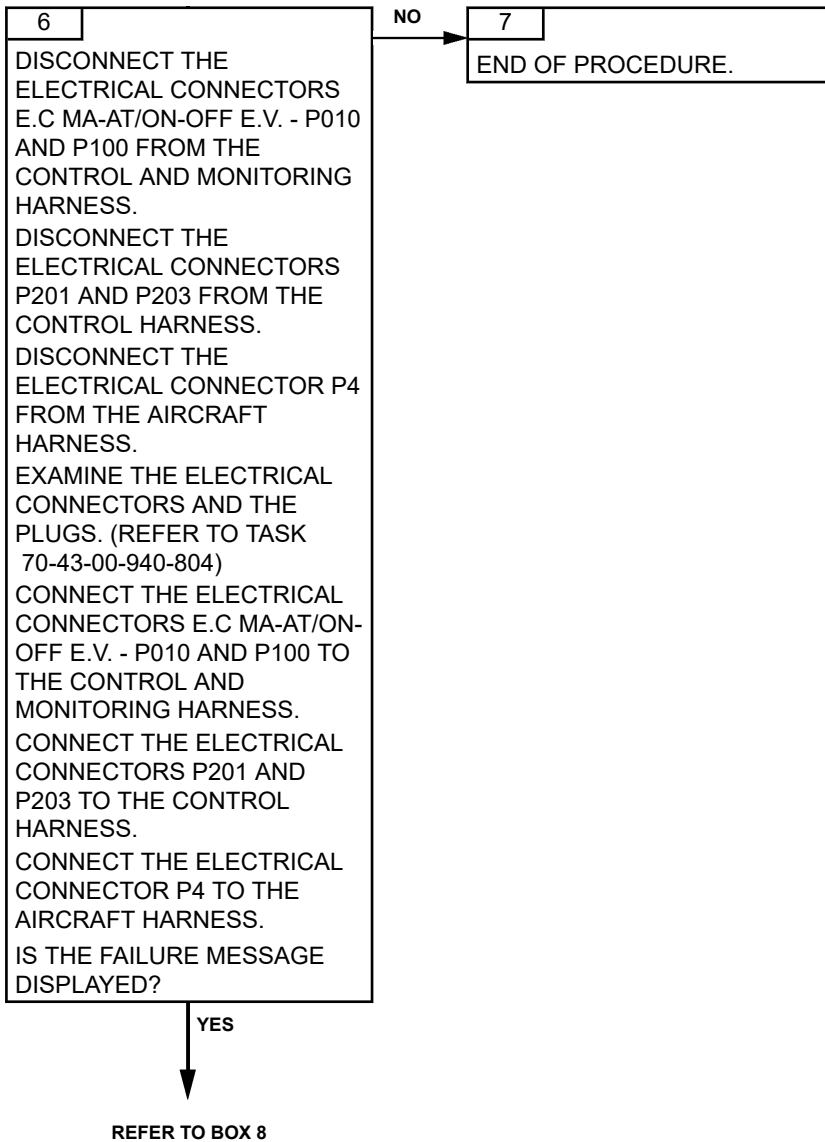 6
DISCONNECT THE
ELECTRICAL CONNECTORS
E.C MA-AT/ON-OFF E.V. - P010
AND P100 FROM THE
CONTROL AND MONITORING
HARNESS.
DISCONNECT THE
ELECTRICAL CONNECTORS
P201 AND P203 FROM THE
CONTROL HARNESS.
DISCONNECT THE
ELECTRICAL CONNECTOR P4
FROM THE AIRCRAFT
HARNESS.
EXAMINE THE ELECTRICAL
CONNECTORS AND THE
PLUGS. (REFER TO TASK
70-43-00-940-804)
CONNECT THE ELECTRICAL
CONNECTORS E.C MA-AT/ON-
OFF E.V. - P010 AND P100 TO
THE CONTROL AND
MONITORING HARNESS.
CONNECT THE ELECTRICAL
CONNECTORS P201 AND
P203 TO THE CONTROL
HARNESS.
CONNECT THE ELECTRICAL
CONNECTOR P4 TO THE
AIRCRAFT HARNESS.
IS THE FAILURE MESSAGE
DISPLAYED?
NO
7
END OF PROCEDURE.
YES
REFER TO BOX 8